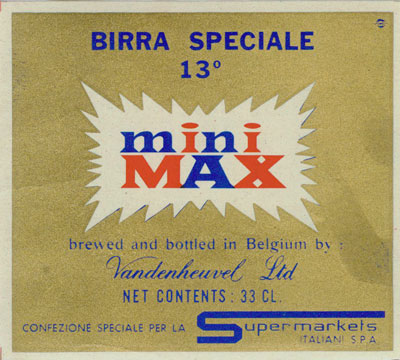 BIRRA SPECIALE
13°
mini
MAX
brewed and bottled in Belgium by :
Vandenheuvel Ltd
NET CONTENTS : 33 CL.
CONFEZIONE SPECIALE PER LA Supermarkets
ITALIANI S.P.A.